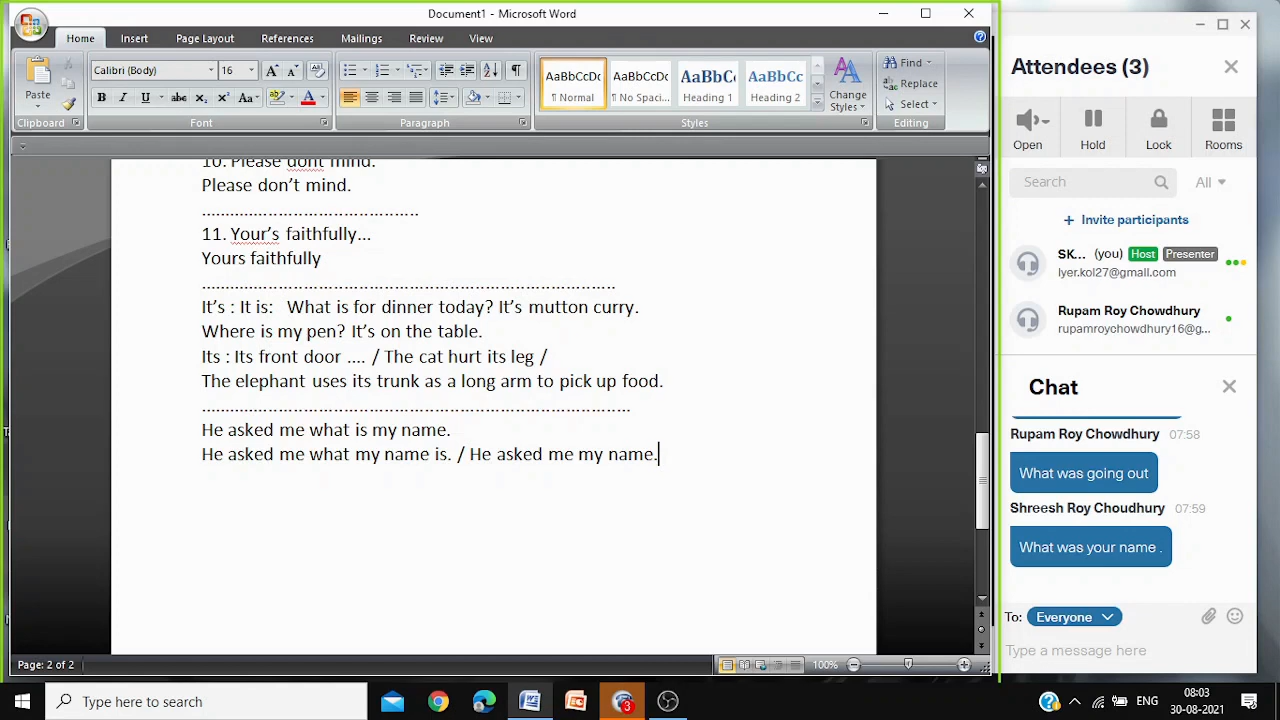 Document1 - Microsoft Word
Home Insert Page Layout References Mailings Review View
Paste
Calibri (Body) 16
AaBbCcDc AaBbCcDc AaBbC AaBbCc
¶ Normal ¶ No Spaci... Heading 1 Heading 2
Change Styles
Find
Replace
Select
Clipboard Font Paragraph Styles Editing
10. Please dont mind.
Please don't mind.
.............................................
11. Your's faithfully...
Yours faithfully
......................................................................................
It's : It is: What is for dinner today? It's mutton curry.
Where is my pen? It's on the table.
Its : Its front door .... / The cat hurt its leg /
The elephant uses its trunk as a long arm to pick up food.
.........................................................................................
He asked me what is my name.
He asked me what my name is. / He asked me my name.
Page: 2 of 2
100%
Attendees (3)
Open Hold Lock Rooms
Search All
+ Invite participants
SK... (you) Host Presenter
lyer.kol27@gmail.com
Rupam Roy Chowdhury
rupamroychowdhury16@g...
Chat
Rupam Roy Chowdhury 07:58
What was going out
Shreesh Roy Choudhury 07:59
What was your name .
To: Everyone
Type a message here
Type here to search
3
ENG
08:03
30-08-2021